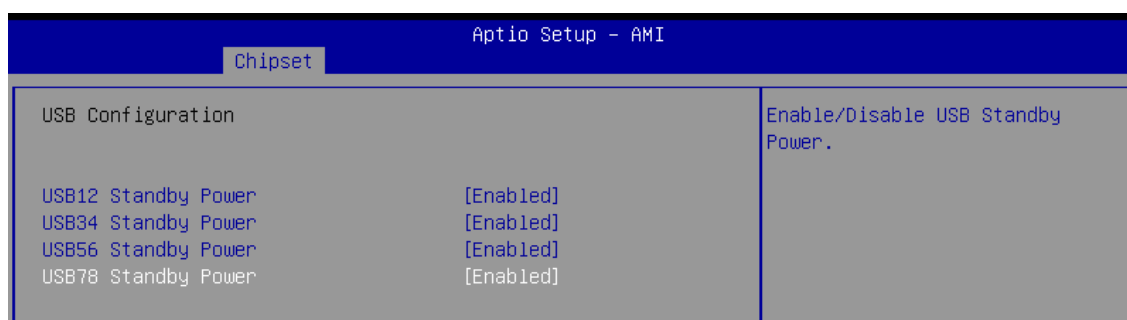 Aptio Setup – AMI
Chipset
USB Configuration
Enable/Disable USB Standby
Power.
USB12 Standby Power [Enabled]
USB34 Standby Power [Enabled]
USB56 Standby Power [Enabled]
USB78 Standby Power [Enabled]